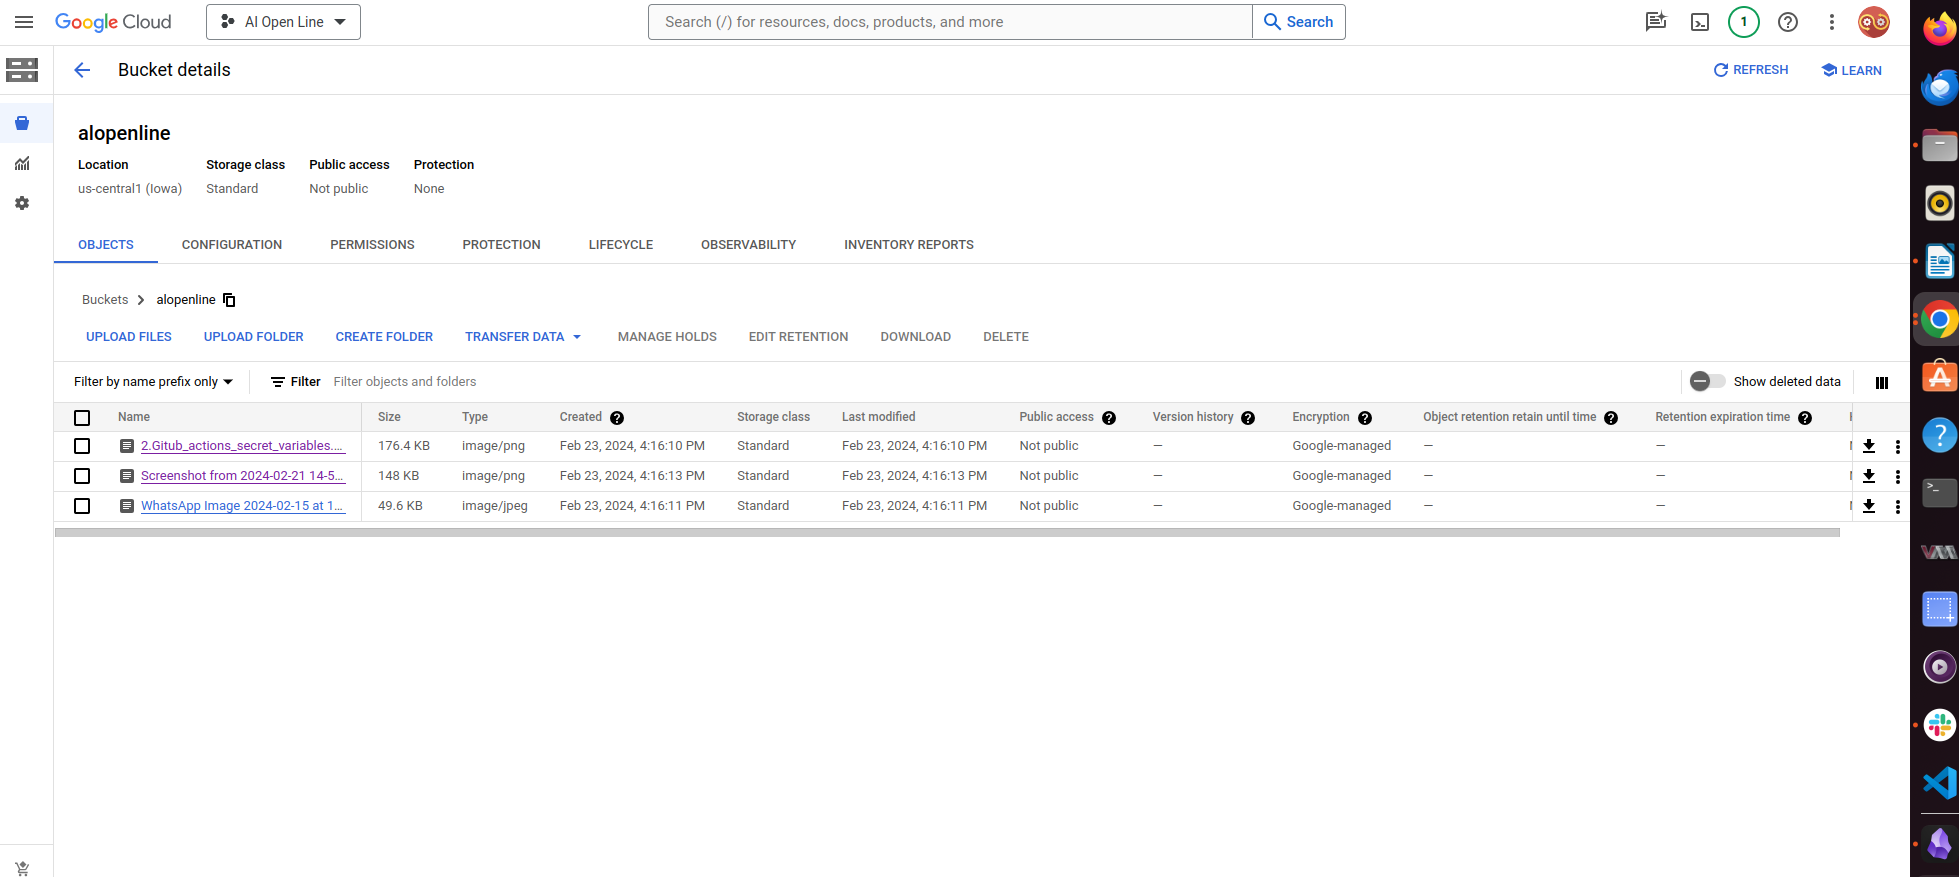 Google Cloud
AI Open Line
Search (/) for resources, docs, products, and more
Search
1
Bucket details
REFRESH
LEARN
alopenline
Location Storage class Public access Protection
us-central1 (Iowa) Standard Not public None
OBJECTS CONFIGURATION PERMISSIONS PROTECTION LIFECYCLE OBSERVABILITY INVENTORY REPORTS
Buckets alopenline
UPLOAD FILES UPLOAD FOLDER CREATE FOLDER TRANSFER DATA MANAGE HOLDS EDIT RETENTION DOWNLOAD DELETE
Filter by name prefix only Filter Filter objects and folders Show deleted data
Name Size Type Created Storage class Last modified Public access Version history Encryption Object retention retain until time Retention expiration time
2.Gitub_actions_secret_variables.... 176.4 KB image/png Feb 23, 2024, 4:16:10 PM Standard Feb 23, 2024, 4:16:10 PM Not public — Google-managed — —
Screenshot from 2024-02-21 14-5... 148 KB image/png Feb 23, 2024, 4:16:13 PM Standard Feb 23, 2024, 4:16:13 PM Not public — Google-managed — —
WhatsApp Image 2024-02-15 at 1... 49.6 KB image/jpeg Feb 23, 2024, 4:16:11 PM Standard Feb 23, 2024, 4:16:11 PM Not public — Google-managed — —